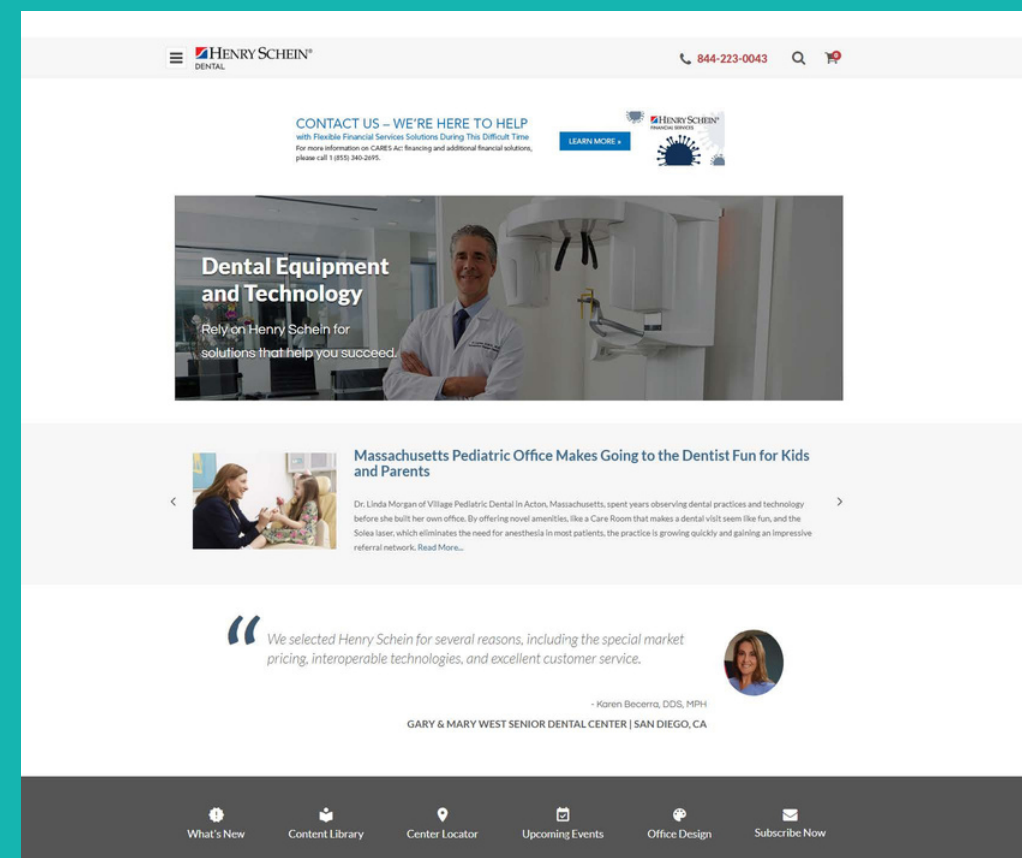 HENRY SCHEIN®
DENTAL
844-223-0043
0
CONTACT US – WE'RE HERE TO HELP
with Flexible Financial Services Solutions During This Difficult Time
For more information on CARES Act financing and additional financial solutions,
please call 1 (855) 340-2695.
LEARN MORE »
HENRY SCHEIN®
FINANCIAL SERVICES
Dental Equipment
and Technology
Rely on Henry Schein for
solutions that help you succeed.
Massachusetts Pediatric Office Makes Going to the Dentist Fun for Kids
and Parents
Dr. Linda Morgan of Village Pediatric Dental in Acton, Massachusetts, spent years observing dental practices and technology
before she built her own office. By offering novel amenities, like a Care Room that makes a dental visit seem like fun, and the
Solea laser, which eliminates the need for anesthesia in most patients, the practice is growing quickly and gaining an impressive
referral network. Read More...
“ We selected Henry Schein for several reasons, including the special market
pricing, interoperable technologies, and excellent customer service.
- Karen Becerra, DDS, MPH
GARY & MARY WEST SENIOR DENTAL CENTER | SAN DIEGO, CA
What's New
Content Library
Center Locator
Upcoming Events
Office Design
Subscribe Now